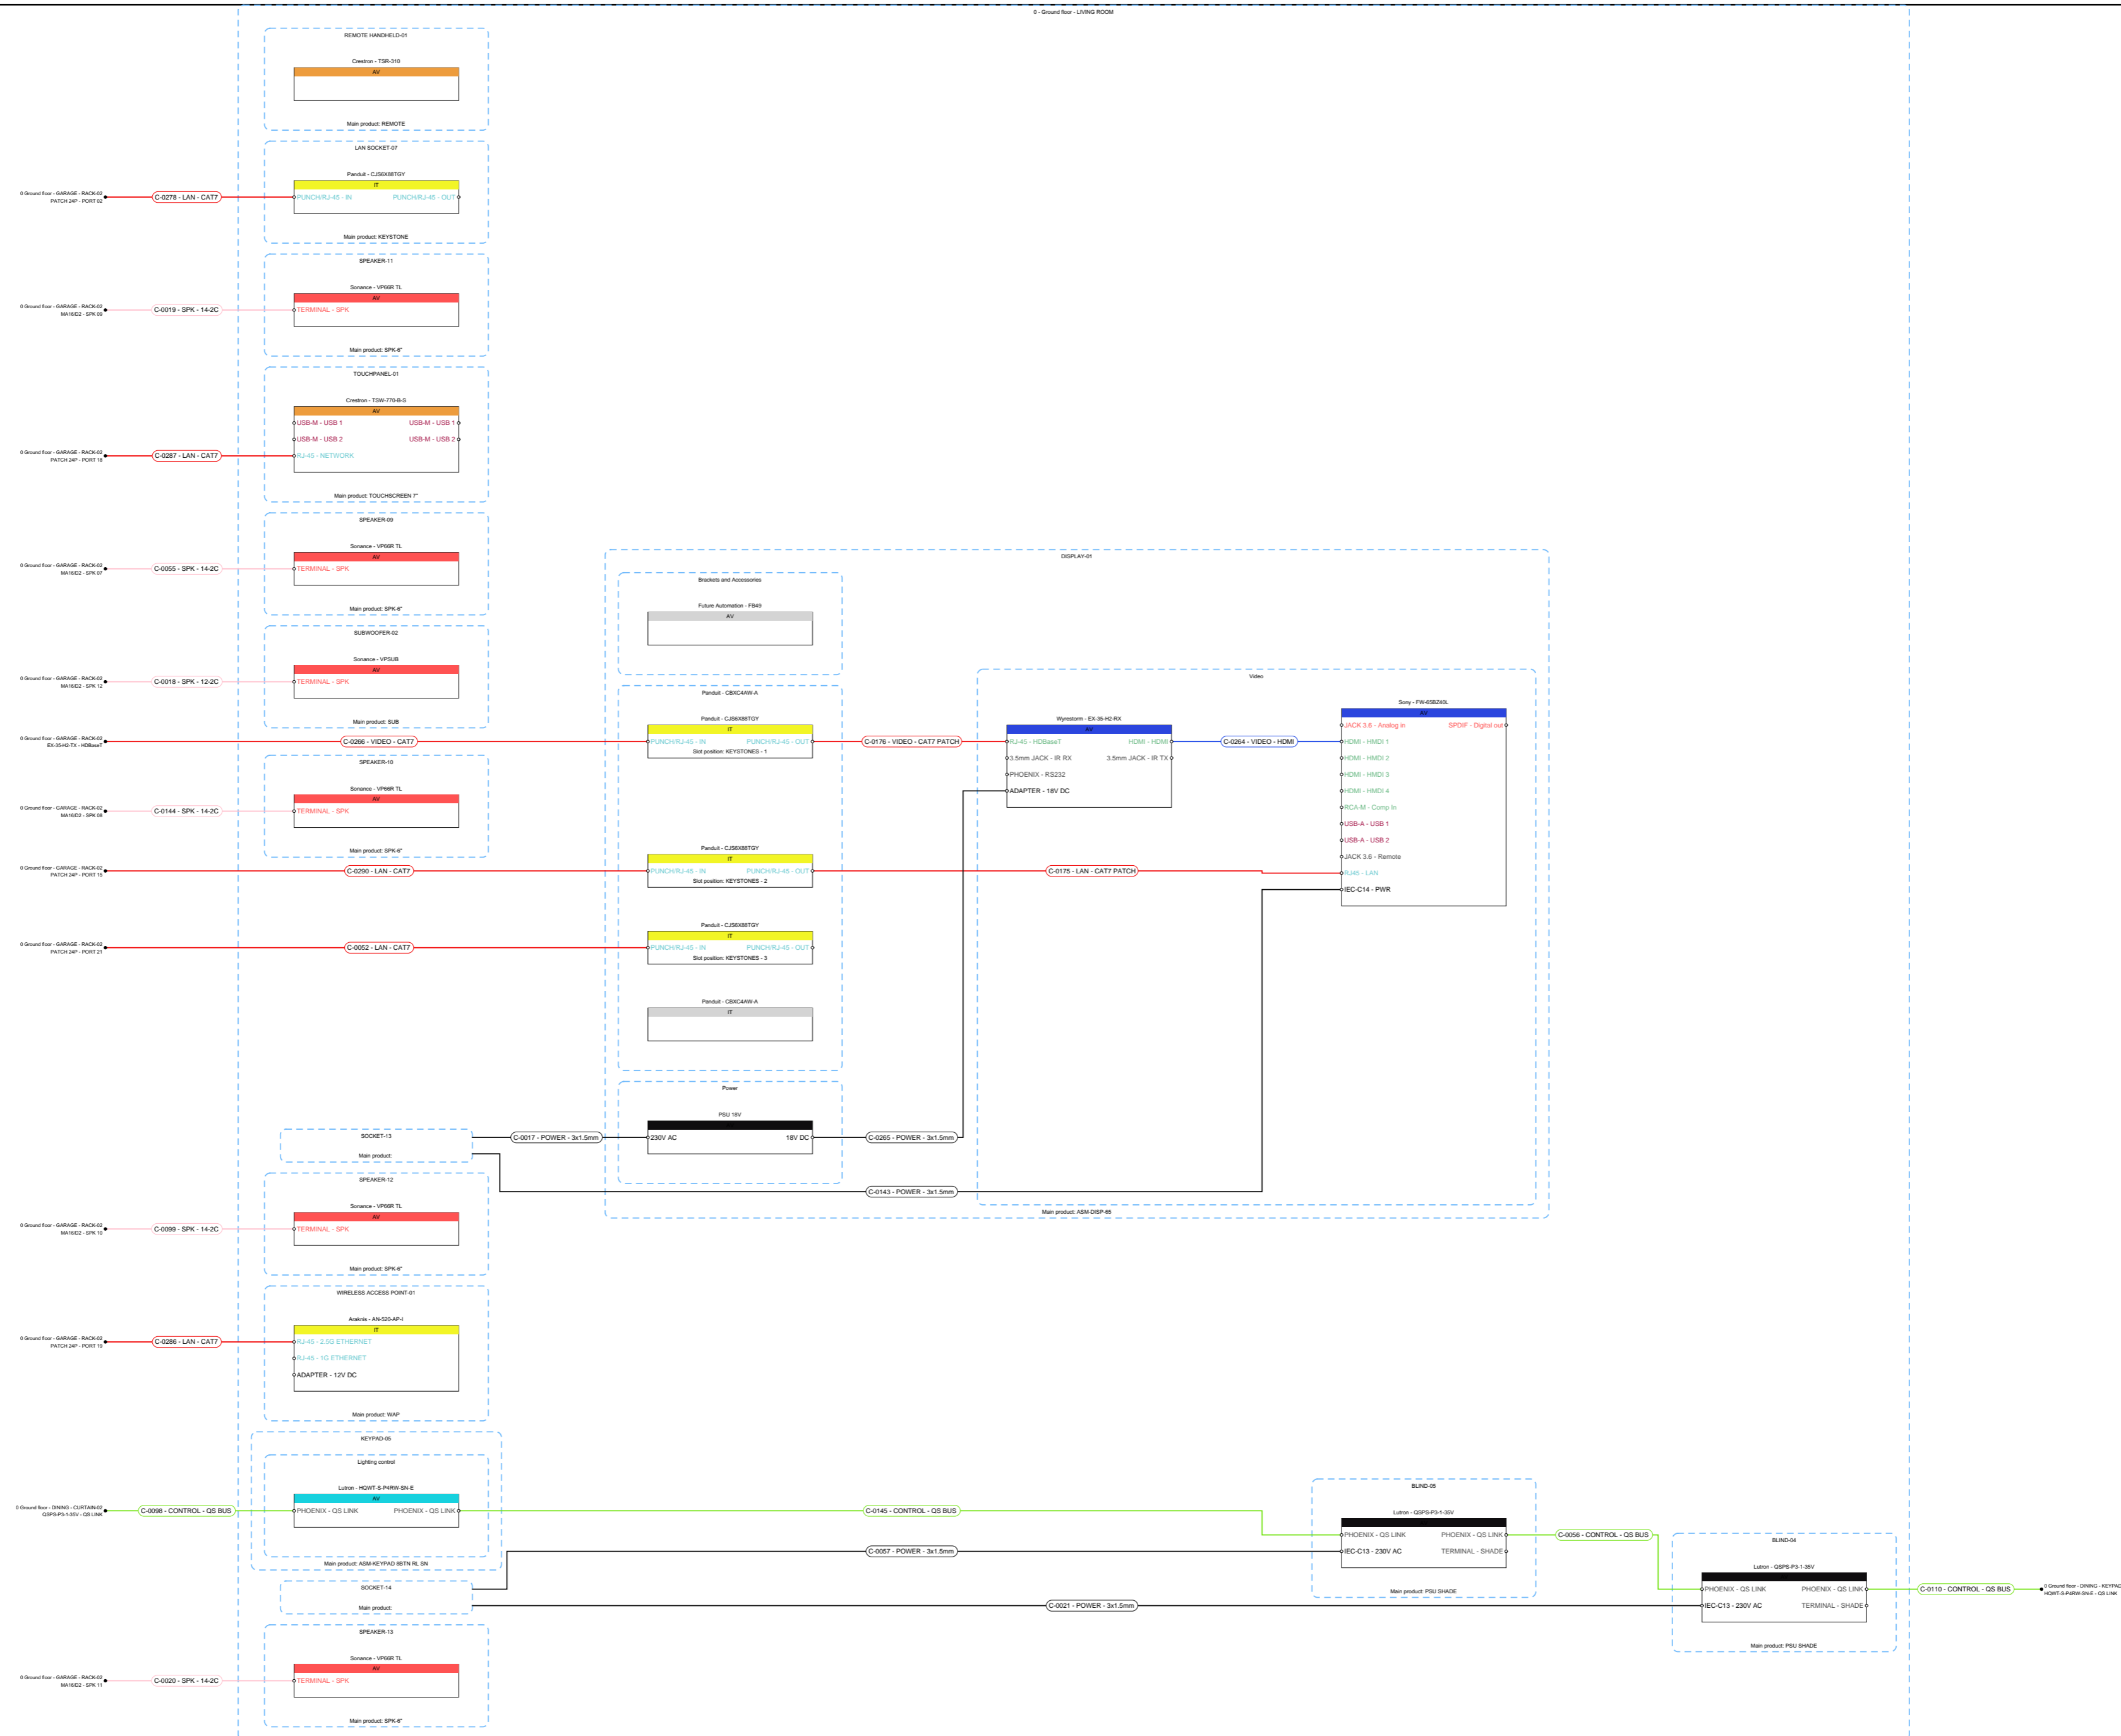 0 - Ground floor - LIVING ROOM
REMOTE HANDHELD-01
Crestron - TSR-310
AV
Main product: REMOTE
LAN SOCKET-07
Panduit - CJS6X88TGY
IT
0 Ground floor - GARAGE - RACK-02
PATCH 24P - PORT 02
C-0278 - LAN - CAT7
PUNCH/RJ-45 - IN
PUNCH/RJ-45 - OUT
Main product: KEYSTONE
SPEAKER-11
Sonance - VP66R TL
AV
0 Ground floor - GARAGE - RACK-02
MA16/D2 - SPK 09
C-0019 - SPK - 14-2C
TERMINAL - SPK
Main product: SPK-6"
TOUCHPANEL-01
Crestron - TSW-770-B-S
AV
USB-M - USB 1
USB-M - USB 1
USB-M - USB 2
USB-M - USB 2
0 Ground floor - GARAGE - RACK-02
PATCH 24P - PORT 18
C-0287 - LAN - CAT7
RJ-45 - NETWORK
Main product: TOUCHSCREEN 7"
SPEAKER-09
Sonance - VP66R TL
AV
0 Ground floor - GARAGE - RACK-02
MA16/D2 - SPK 07
C-0055 - SPK - 14-2C
TERMINAL - SPK
Main product: SPK-6"
SUBWOOFER-02
Sonance - VPSUB
AV
0 Ground floor - GARAGE - RACK-02
MA16/D2 - SPK 12
C-0018 - SPK - 12-2C
TERMINAL - SPK
Main product: SUB
0 Ground floor - GARAGE - RACK-02
EX-35-H2-TX - HDBaseT
C-0266 - VIDEO - CAT7
SPEAKER-10
Sonance - VP66R TL
AV
0 Ground floor - GARAGE - RACK-02
MA16/D2 - SPK 08
C-0144 - SPK - 14-2C
TERMINAL - SPK
Main product: SPK-6"
0 Ground floor - GARAGE - RACK-02
PATCH 24P - PORT 15
C-0290 - LAN - CAT7
0 Ground floor - GARAGE - RACK-02
PATCH 24P - PORT 21
C-0052 - LAN - CAT7
DISPLAY-01
Brackets and Accessories
Future Automation - FB49
AV
Panduit - CBXC4AW-A
Panduit - CJS6X88TGY
IT
PUNCH/RJ-45 - IN
PUNCH/RJ-45 - OUT
Slot position: KEYSTONES - 1
C-0176 - VIDEO - CAT7 PATCH
Panduit - CJS6X88TGY
IT
PUNCH/RJ-45 - IN
PUNCH/RJ-45 - OUT
Slot position: KEYSTONES - 2
C-0175 - LAN - CAT7 PATCH
Panduit - CJS6X88TGY
IT
PUNCH/RJ-45 - IN
PUNCH/RJ-45 - OUT
Slot position: KEYSTONES - 3
Panduit - CBXC4AW-A
IT
Video
Wyrestorm - EX-35-H2-RX
AV
RJ-45 - HDBaseT
HDMI - HDMI
3.5mm JACK - IR RX
3.5mm JACK - IR TX
PHOENIX - RS232
ADAPTER - 18V DC
C-0264 - VIDEO - HDMI
Sony - FW-65BZ40L
AV
JACK 3.6 - Analog in
SPDIF - Digital out
HDMI - HMDI 1
HDMI - HMDI 2
HDMI - HMDI 3
HDMI - HMDI 4
RCA-M - Cump In
USB-A - USB 1
USB-A - USB 2
JACK 3.6 - Remote
RJ45 - LAN
IEC-C14 - PWR
Power
PSU 18V
230V AC
18V DC
SOCKET-13
Main product:
C-0017 - POWER - 3x1.5mm
C-0265 - POWER - 3x1.5mm
C-0143 - POWER - 3x1.5mm
Main product: ASM-DISP-65
SPEAKER-12
Sonance - VP66R TL
AV
0 Ground floor - GARAGE - RACK-02
MA16/D2 - SPK 10
C-0099 - SPK - 14-2C
TERMINAL - SPK
Main product: SPK-6"
WIRELESS ACCESS POINT-01
Araknis - AN-520-AP-I
IT
0 Ground floor - GARAGE - RACK-02
PATCH 24P - PORT 19
C-0286 - LAN - CAT7
RJ-45 - 2.5G ETHERNET
RJ-45 - 1G ETHERNET
ADAPTER - 12V DC
Main product: WAP
KEYPAD-05
Lighting control
Lutron - HQWT-S-P4RW-SN-E
AV
0 Ground floor - DINING - CURTAIN-02
QSPS-P3-1-35V - QS LINK
C-0098 - CONTROL - QS BUS
PHOENIX - QS LINK
PHOENIX - QS LINK
C-0145 - CONTROL - QS BUS
Main product: ASM-KEYPAD 8BTN RL SN
BLIND-05
Lutron - QSPS-P3-1-35V
PHOENIX - QS LINK
PHOENIX - QS LINK
IEC-C13 - 230V AC
TERMINAL - SHADE
Main product: PSU SHADE
C-0057 - POWER - 3x1.5mm
C-0056 - CONTROL - QS BUS
BLIND-04
Lutron - QSPS-P3-1-35V
PHOENIX - QS LINK
PHOENIX - QS LINK
IEC-C13 - 230V AC
TERMINAL - SHADE
Main product: PSU SHADE
C-0110 - CONTROL - QS BUS
0 Ground floor - DINING - KEYPAD
HQWT-S-P4RW-SN-E - QS LINK
SOCKET-14
Main product:
C-0021 - POWER - 3x1.5mm
SPEAKER-13
Sonance - VP66R TL
AV
0 Ground floor - GARAGE - RACK-02
MA16/D2 - SPK 11
C-0020 - SPK - 14-2C
TERMINAL - SPK
Main product: SPK-6"